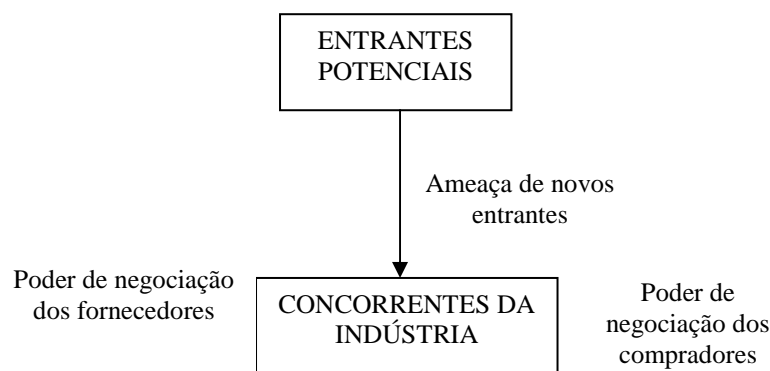 ENTRANTES
POTENCIAIS
Ameaça de novos
entrantes
Poder de negociação
dos fornecedores
CONCORRENTES DA
INDÚSTRIA
Poder de
negociação dos
compradores